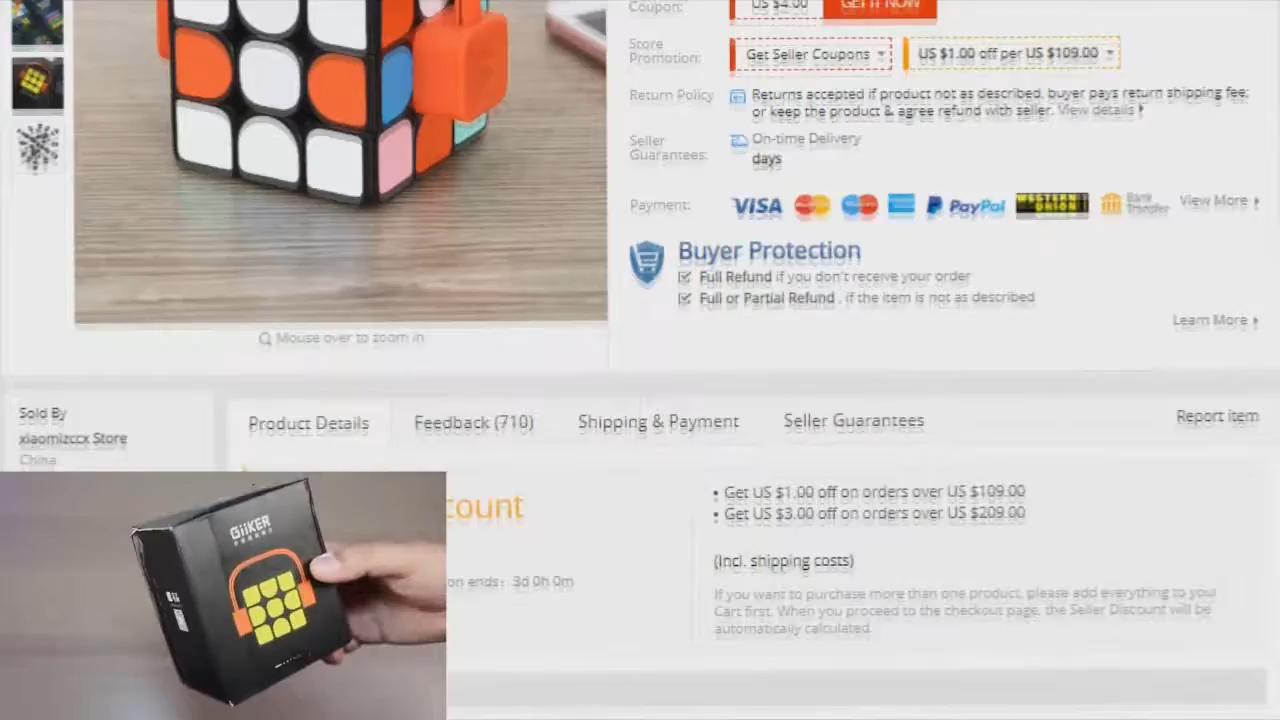 Coupon:
US $4.00
GET IT NOW
Store
Promotion:
Get Seller Coupons
US $1.00 off per US $109.00
Return Policy
Returns accepted if product not as described, buyer pays return shipping fee;
or keep the product & agree refund with seller. View details
Seller
Guarantees:
On-time Delivery
days
Payment:
VISA
PayPal
WESTERN
UNION
Bank
Transfer
View More
Buyer Protection
Full Refund if you don't receive your order
Full or Partial Refund , if the item is not as described
Learn More
Mouse over to zoom in
Sold By
xiaomizccx Store
China
Product Details
Feedback (710)
Shipping & Payment
Seller Guarantees
Report item
count
on ends: 3d 0h 0m
• Get US $1.00 off on orders over US $109.00
• Get US $3.00 off on orders over US $209.00
(Incl. shipping costs)
If you want to purchase more than one product, please add everything to your
Cart first. When you proceed to the checkout page, the Seller Discount will be
automatically calculated.
GiiKER